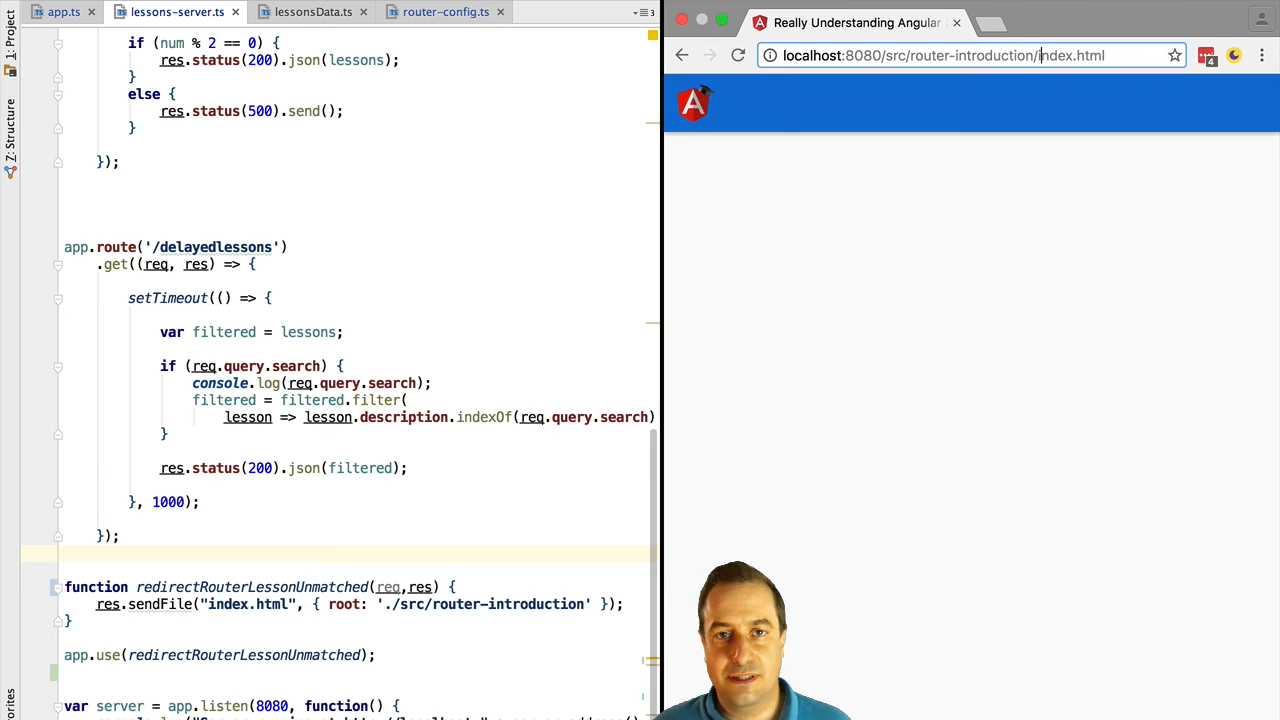 app.ts
lessons-server.ts
lessonsData.ts
router-config.ts
3
1: Project
Z: Structure
avorites
if (num % 2 == 0) {
res.status(200).json(lessons);
}
else {
res.status(500).send();
}
});
app.route('/delayedlessons')
.get((req, res) => {
setTimeout(() => {
var filtered = lessons;
if (req.query.search) {
console.log(req.query.search);
filtered = filtered.filter(
lesson => lesson.description.indexOf(req.query.search)
}
res.status(200).json(filtered);
}, 1000);
});
function redirectRouterLessonUnmatched(req,res) {
res.sendFile("index.html", { root: './src/router-introduction' });
}
app.use(redirectRouterLessonUnmatched);
var server = app.listen(8080, function() {
Really Understanding Angular
localhost:8080/src/router-introduction/index.html
4
A